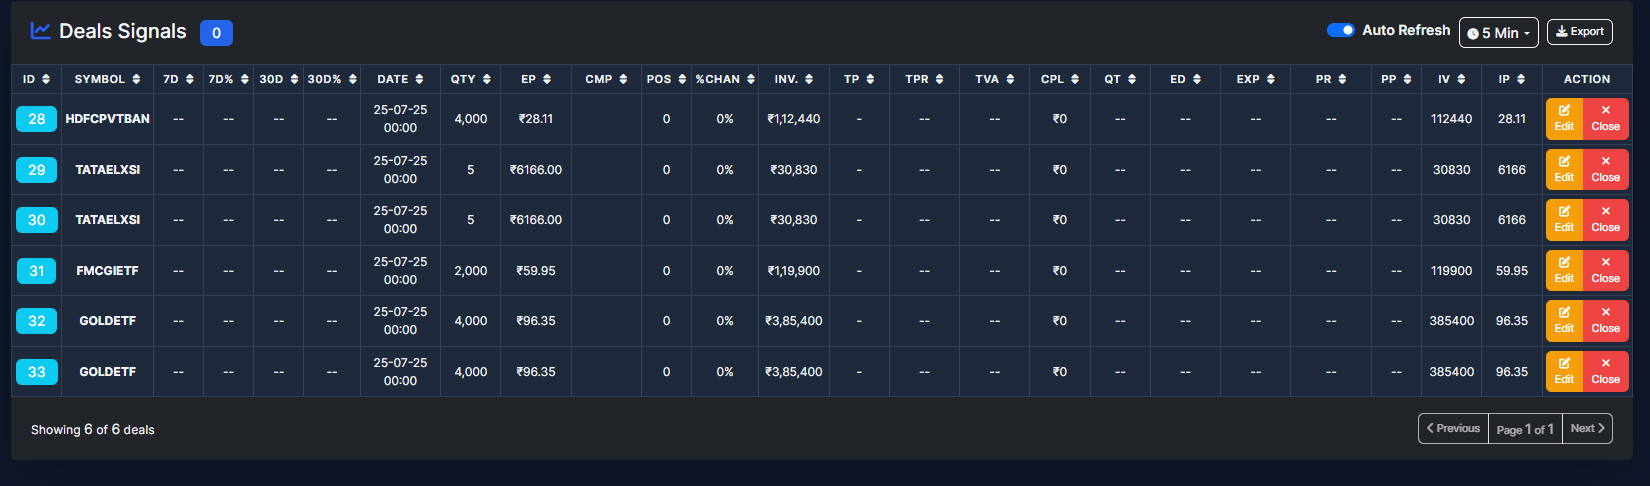 Deals Signals 0 Auto Refresh 5 Min Export
ID SYMBOL 7D 7D% 30D 30D% DATE QTY EP CMP POS %CHAN INV. TP TPR TVA CPL QT ED EXP PR PP IV IP ACTION
28 HDFCPVTBAN -- -- -- -- 25-07-25 00:00 4,000 ₹28.11 0 0% ₹1,12,440 - -- -- ₹0 -- -- -- -- -- 112440 28.11 Edit Close
29 TATAELXSI -- -- -- -- 25-07-25 00:00 5 ₹6166.00 0 0% ₹30,830 - -- -- ₹0 -- -- -- -- -- 30830 6166 Edit Close
30 TATAELXSI -- -- -- -- 25-07-25 00:00 5 ₹6166.00 0 0% ₹30,830 - -- -- ₹0 -- -- -- -- -- 30830 6166 Edit Close
31 FMCGIETF -- -- -- -- 25-07-25 00:00 2,000 ₹59.95 0 0% ₹1,19,900 - -- -- ₹0 -- -- -- -- -- 119900 59.95 Edit Close
32 GOLDETF -- -- -- -- 25-07-25 00:00 4,000 ₹96.35 0 0% ₹3,85,400 - -- -- ₹0 -- -- -- -- -- 385400 96.35 Edit Close
33 GOLDETF -- -- -- -- 25-07-25 00:00 4,000 ₹96.35 0 0% ₹3,85,400 - -- -- ₹0 -- -- -- -- -- 385400 96.35 Edit Close
Showing 6 of 6 deals Previous Page 1 of 1 Next